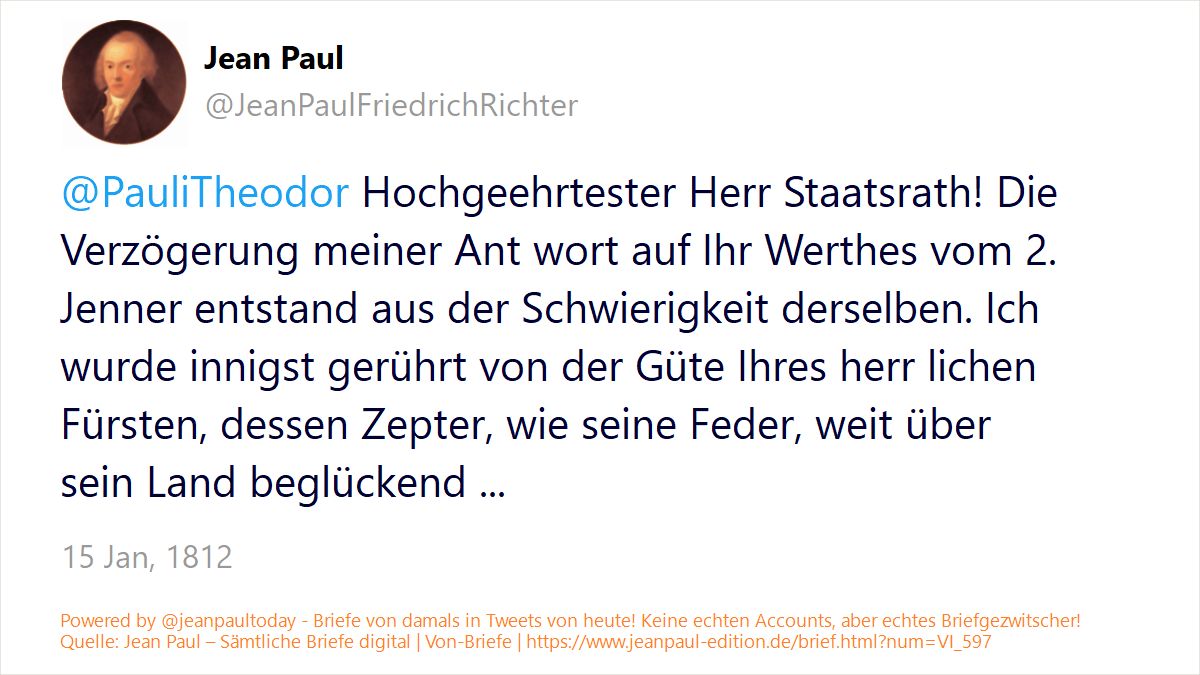 Jean Paul
@JeanPaulFriedrichRichter
@PauliTheodor Hochgeehrtester Herr Staatsrath! Die
Verzögerung meiner Ant wort auf Ihr Werthes vom 2.
Jenner entstand aus der Schwierigkeit derselben. Ich
wurde innigst gerührt von der Güte Ihres herr lichen
Fürsten, dessen Zepter, wie seine Feder, weit über
sein Land beglückend ...
15 Jan, 1812
Powered by @jeanpaultoday - Briefe von damals in Tweets von heute! Keine echten Accounts, aber echtes Briefgezwitscher!
Quelle: Jean Paul – Sämtliche Briefe digital | Von-Briefe | https://www.jeanpaul-edition.de/brief.html?num=VI_597